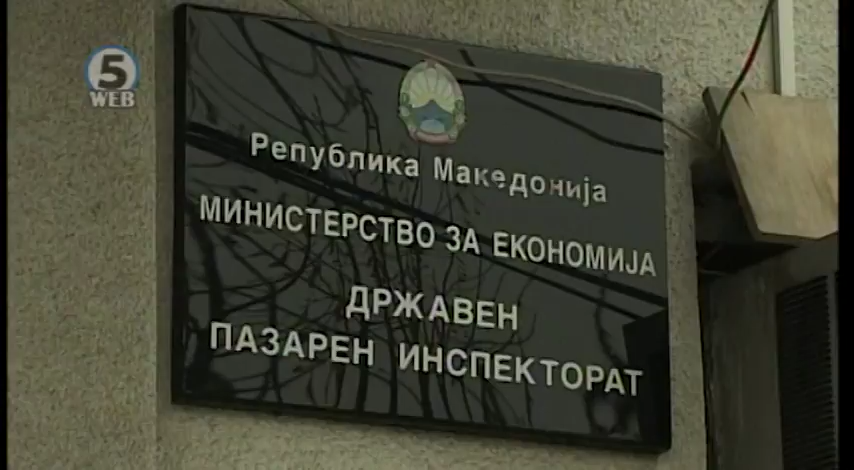 5
WEB
Република Македонија
МИНИСТЕРСТВО ЗА ЕКОНОМИЈА
ДРЖАВЕН
ПАЗАРЕН ИНСПЕКТОРАТ